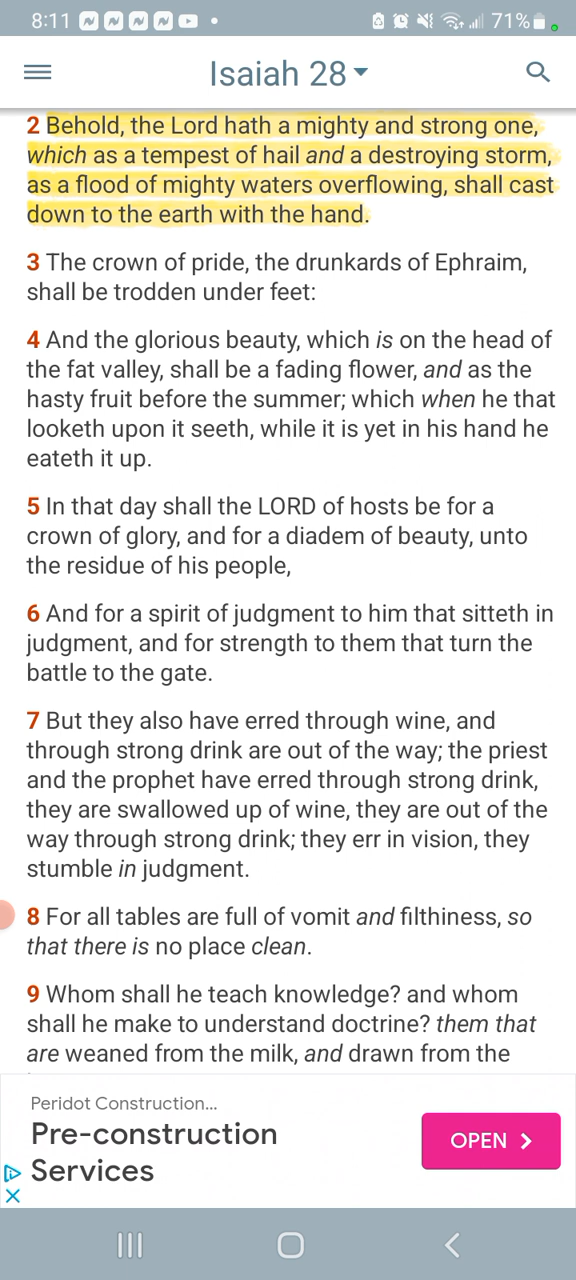 8:11
71%
Isaiah 28
2 Behold, the Lord hath a mighty and strong one,
which as a tempest of hail and a destroying storm,
as a flood of mighty waters overflowing, shall cast
down to the earth with the hand.
3 The crown of pride, the drunkards of Ephraim,
shall be trodden under feet:
4 And the glorious beauty, which is on the head of
the fat valley, shall be a fading flower, and as the
hasty fruit before the summer; which when he that
looketh upon it seeth, while it is yet in his hand he
eateth it up.
5 In that day shall the LORD of hosts be for a
crown of glory, and for a diadem of beauty, unto
the residue of his people,
6 And for a spirit of judgment to him that sitteth in
judgment, and for strength to them that turn the
battle to the gate.
7 But they also have erred through wine, and
through strong drink are out of the way; the priest
and the prophet have erred through strong drink,
they are swallowed up of wine, they are out of the
way through strong drink; they err in vision, they
stumble in judgment.
8 For all tables are full of vomit and filthiness, so
that there is no place clean.
9 Whom shall he teach knowledge? and whom
shall he make to understand doctrine? them that
are weaned from the milk, and drawn from the
Peridot Construction...
Pre-construction
Services
OPEN